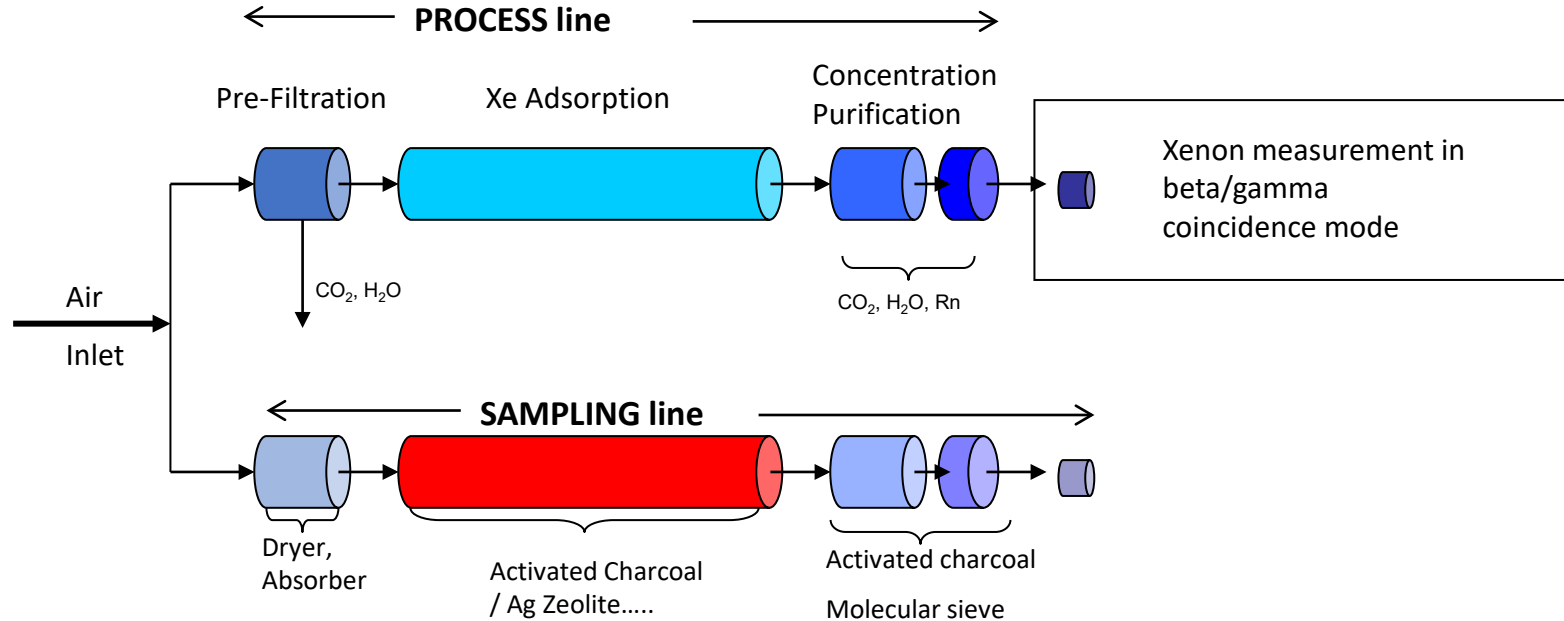 PROCESS line
Pre-Filtration
Xe Adsorption
Concentration
Purification
Xenon measurement in
beta/gamma
coincidence mode
CO₂, H₂O
CO₂, H₂O, Rn
Air
Inlet
SAMPLING line
Dryer,
Absorber
Activated Charcoal
/ Ag Zeolite…..
Activated charcoal
Molecular sieve